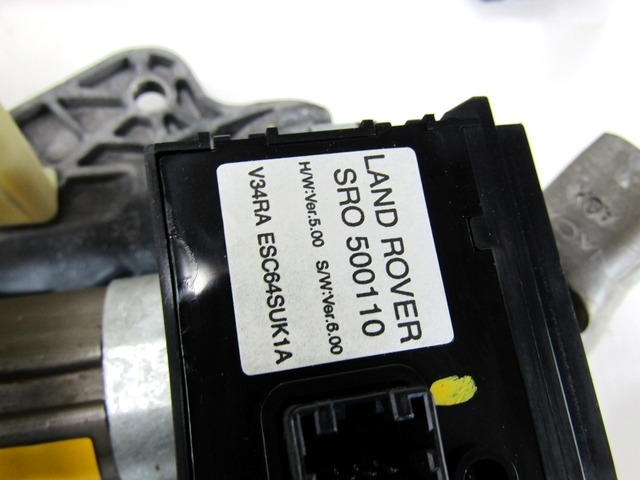 LAND ROVER
SRO 500110
H/W:Ver.5.00 S/W:Ver.6.00
V34RA ESC64SUK1A